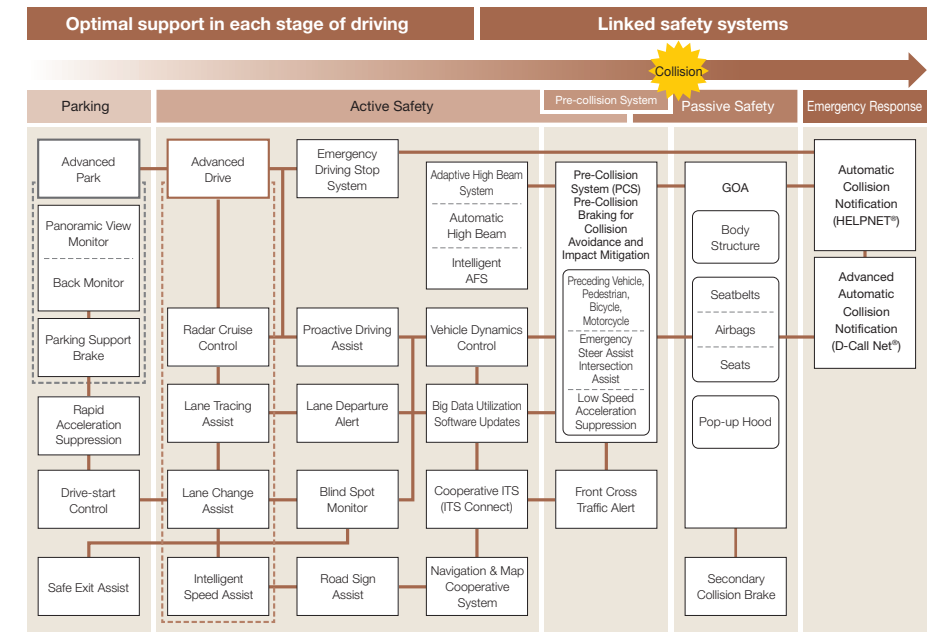 Optimal support in each stage of driving
Linked safety systems
Collision
Parking
Active Safety
Pre-collision System
Passive Safety
Emergency Response
Advanced
Park
Panoramic View
Monitor
Back Monitor
Parking Support
Brake
Rapid
Acceleration
Suppression
Drive-start
Control
Safe Exit Assist
Advanced
Drive
Radar Cruise
Control
Lane Tracing
Assist
Lane Change
Assist
Intelligent
Speed Assist
Emergency
Driving Stop
System
Proactive Driving
Assist
Lane Departure
Alert
Blind Spot
Monitor
Road Sign
Assist
Adaptive High Beam
System
Automatic
High Beam
Intelligent
AFS
Vehicle Dynamics
Control
Big Data Utilization
Software Updates
Cooperative ITS
(ITS Connect)
Navigation & Map
Cooperative
System
Pre-Collision
System (PCS)
Pre-Collision
Braking for
Collision
Avoidance and
Impact Mitigation
Preceding Vehicle,
Pedestrian,
Bicycle,
Motorcycle
Emergency
Steer Assist
Intersection
Assist
Low Speed
Acceleration
Suppression
Front Cross
Traffic Alert
GOA
Body
Structure
Seatbelts
Airbags
Seats
Pop-up Hood
Secondary
Collision Brake
Automatic
Collision
Notification
(HELPNET®)
Advanced
Automatic
Collision
Notification
(D-Call Net®)